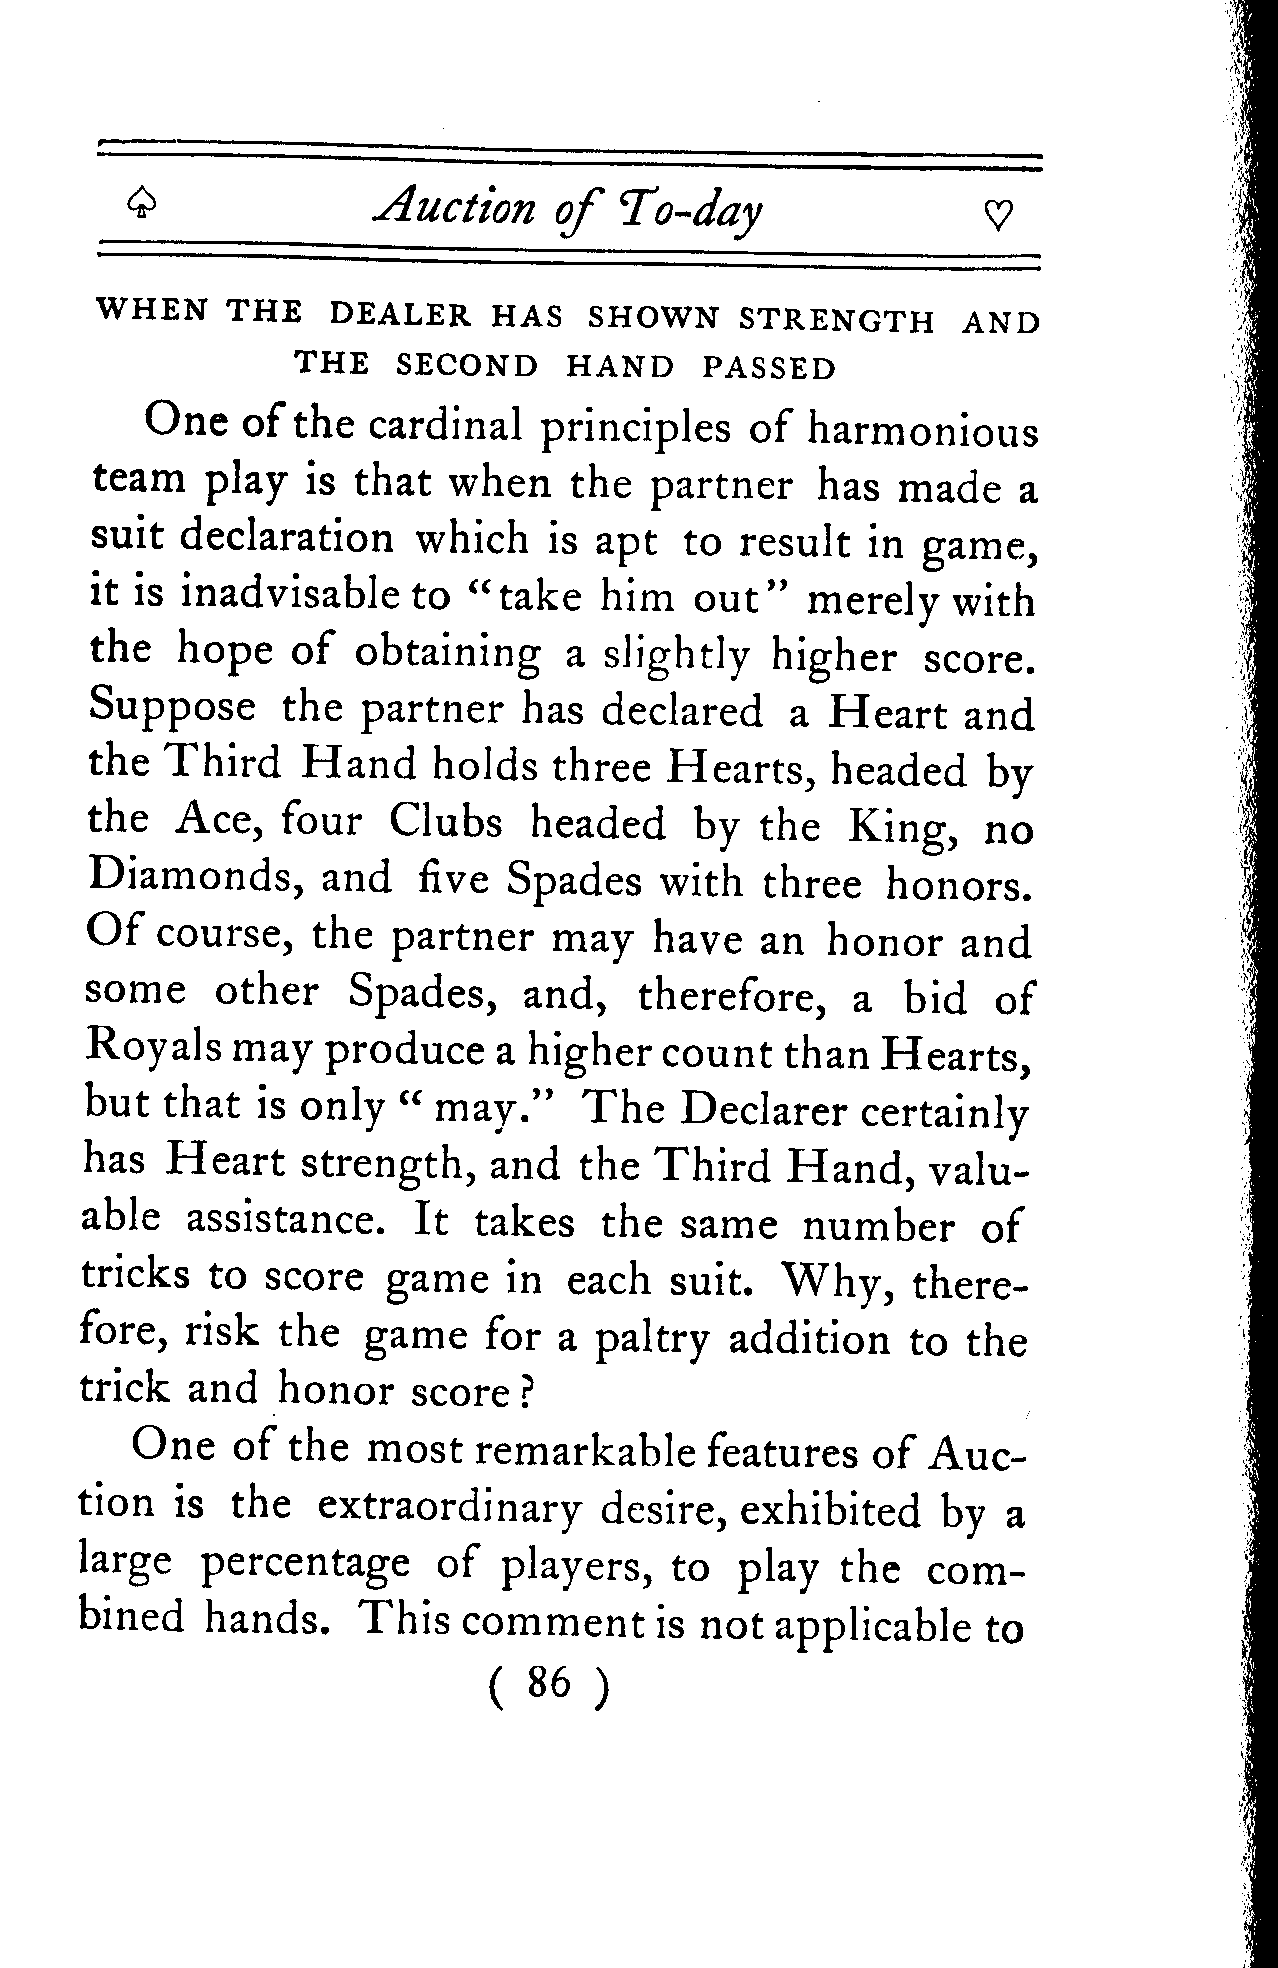 ♤ Auction of To-day ♡
WHEN THE DEALER HAS SHOWN STRENGTH AND
THE SECOND HAND PASSED
One of the cardinal principles of harmonious
team play is that when the partner has made a
suit declaration which is apt to result in game,
it is inadvisable to "take him out" merely with
the hope of obtaining a slightly higher score.
Suppose the partner has declared a Heart and
the Third Hand holds three Hearts, headed by
the Ace, four Clubs headed by the King, no
Diamonds, and five Spades with three honors.
Of course, the partner may have an honor and
some other Spades, and, therefore, a bid of
Royals may produce a higher count than Hearts,
but that is only "may." The Declarer certainly
has Heart strength, and the Third Hand, valu-
able assistance. It takes the same number of
tricks to score game in each suit. Why, there-
fore, risk the game for a paltry addition to the
trick and honor score?
One of the most remarkable features of Auc-
tion is the extraordinary desire, exhibited by a
large percentage of players, to play the com-
bined hands. This comment is not applicable to
( 86 )